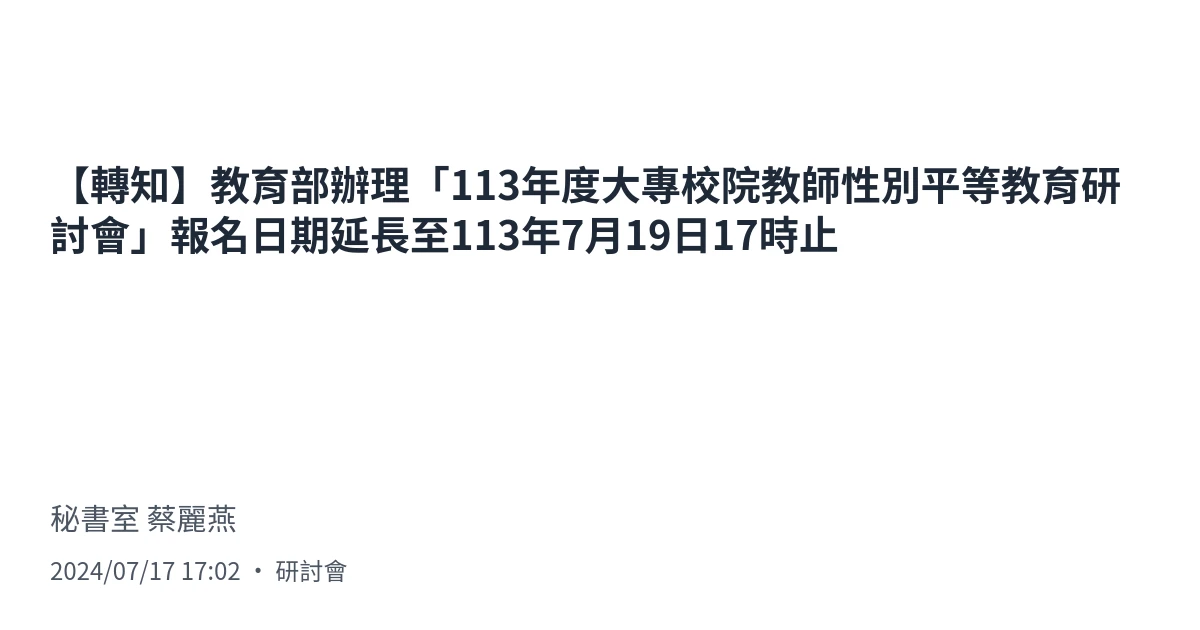 【轉知】教育部辦理「113年度大專校院教師性別平等教育研
討會」報名日期延長至113年7月19日17時止
秘書室 蔡麗燕
2024/07/17 17:02 • 研討會